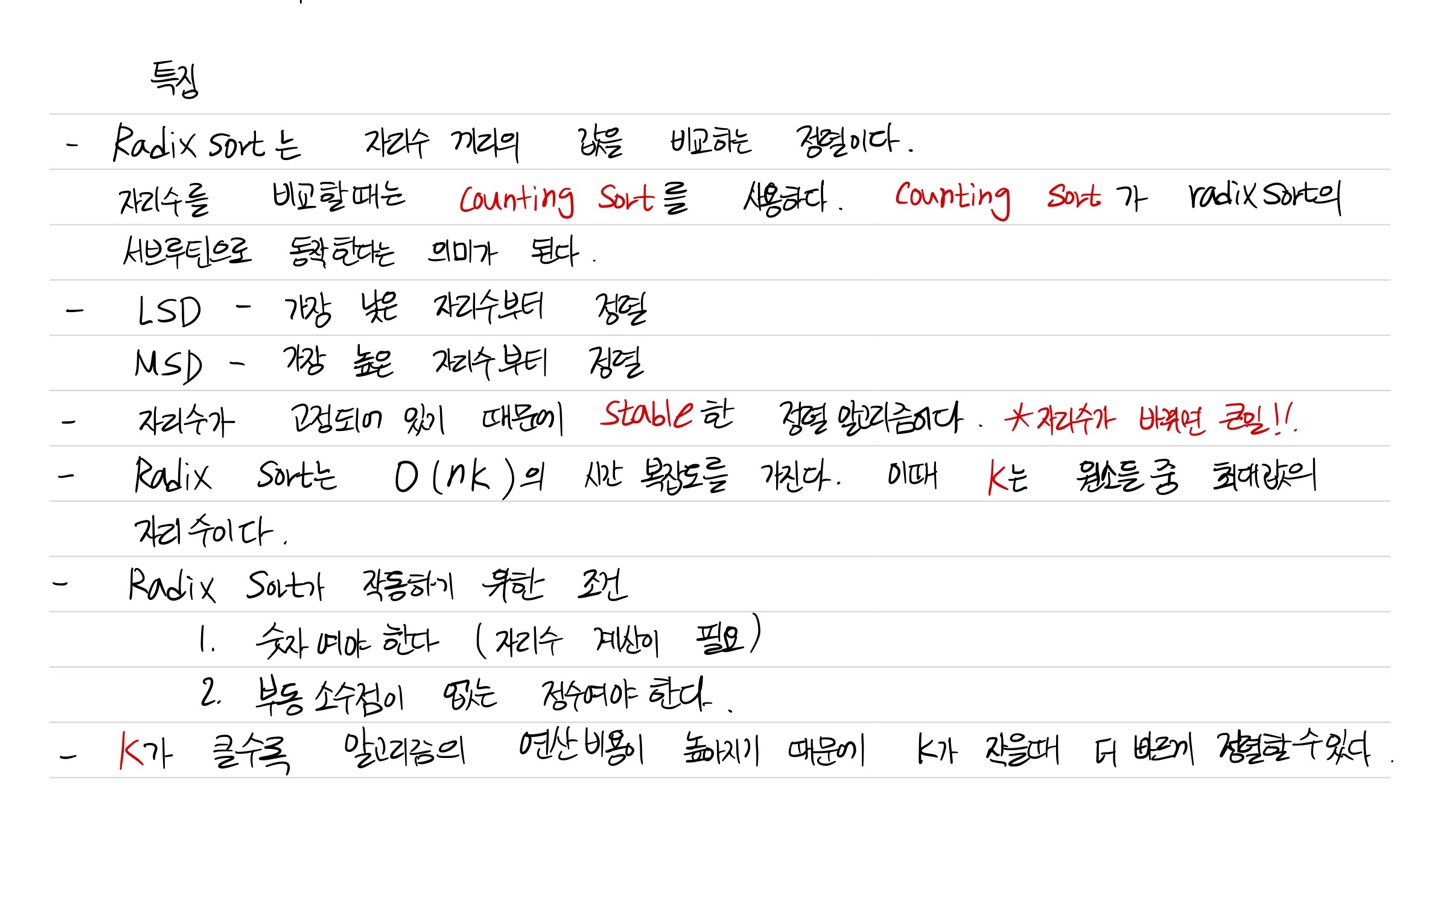 특징
- Radix sort는 자리수 끼리의 값을 비교하는 정렬이다.
자리수를 비교할때는 Counting Sort를 사용하다. Counting Sort가 radix sort의
서브루틴으로 동작한다는 의미가 된다.
- LSD - 가장 낮은 자리수부터 정렬
MSD - 가장 높은 자리수부터 정렬
- 자리수가 고정되어 있기 때문에 Stable한 정렬 알고리즘이다. *자리수가 바뀌면 큰일!!
- Radix Sort는 O(nK)의 시간 복잡도를 가진다. 이때 K는 원소들 중 최대값의
자리수이다.
- Radix Sort가 작동하기 위한 조건
1. 숫자여야 한다 (자리수 계산이 필요)
2. 부동 소수점이 없는 정수여야 한다.
- K가 클수록 알고리즘의 연산 비용이 높아지기 때문에 K가 작을때 더 빠르게 정렬할 수 있다.